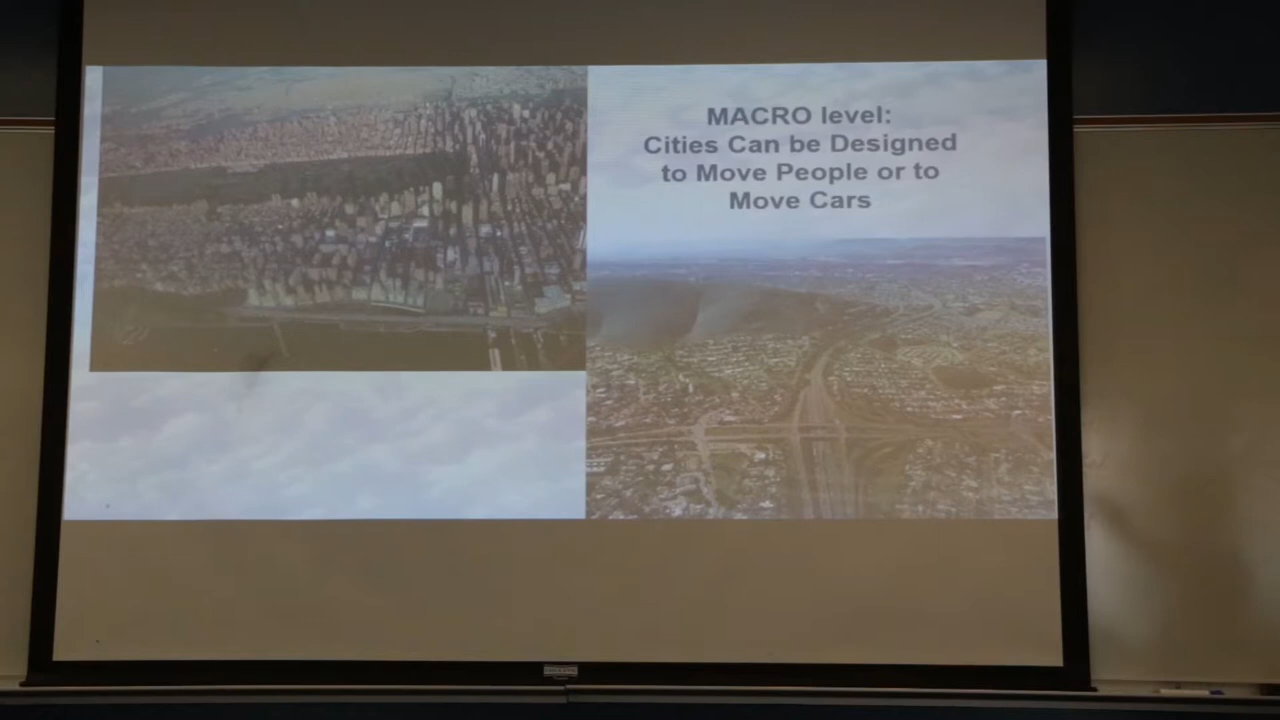 MACRO level:
Cities Can be Designed
to Move People or to
Move Cars